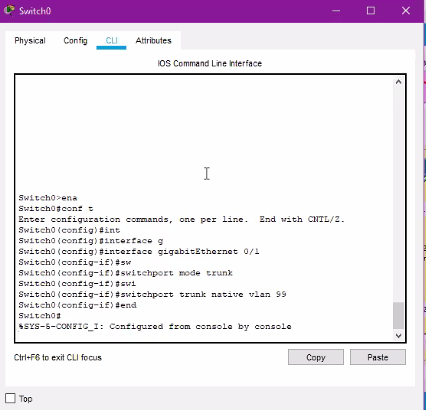 Switch0
Physical Config CLI Attributes
IOS Command Line Interface
Switch0>ena
Switch0#conf t
Enter configuration commands, one per line. End with CNTL/Z.
Switch0(config)#int
Switch0(config)#interface g
Switch0(config)#interface gigabitEthernet 0/1
Switch0(config-if)#sw
Switch0(config-if)#switchport mode trunk
Switch0(config-if)#swi
Switch0(config-if)#switchport trunk native vlan 99
Switch0(config-if)#end
Switch0#
%SYS-5-CONFIG_I: Configured from console by console
Ctrl+F6 to exit CLI focus
Copy Paste
Top